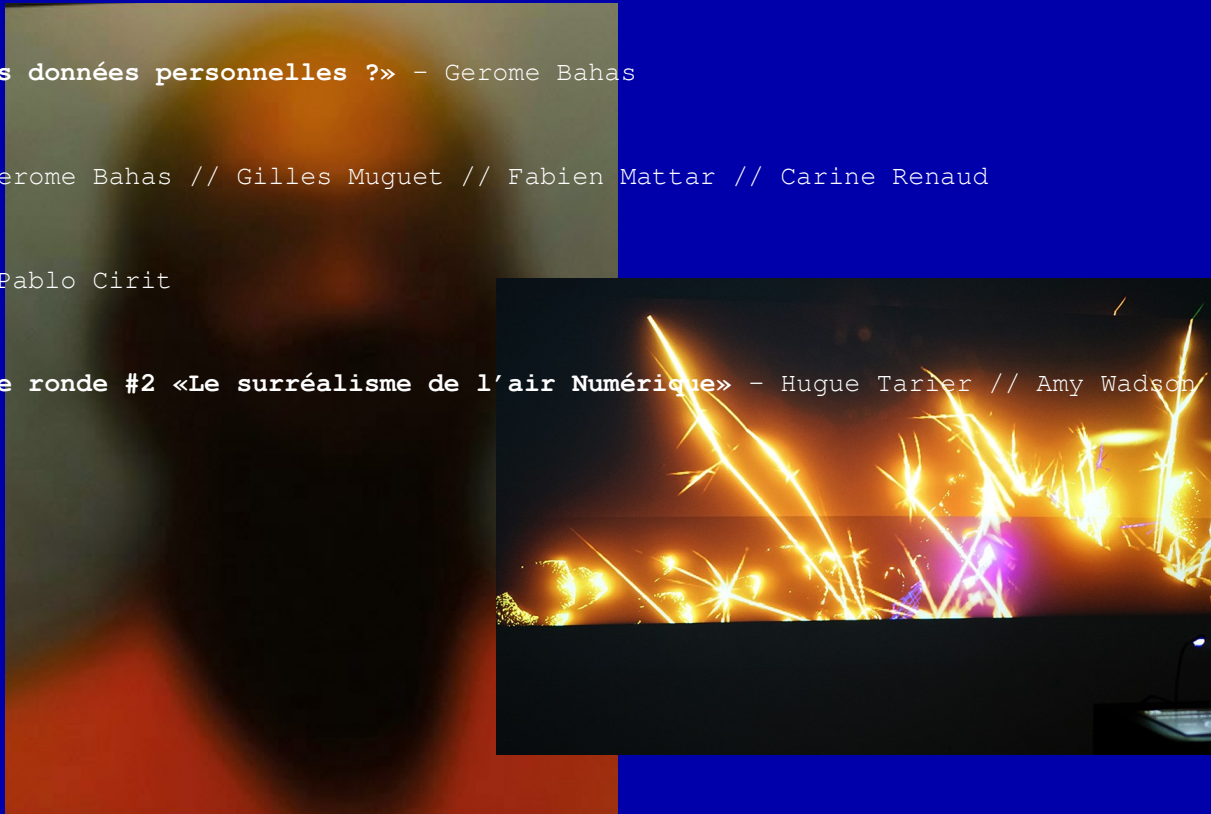 s données personnelles ?» – Gerome Bahas
erome Bahas // Gilles Muguet // Fabien Mattar // Carine Renaud
Pablo Cirit
e ronde #2 «Le surréalisme de l’air Numérique» – Hugue Tarier // Amy Wadson/